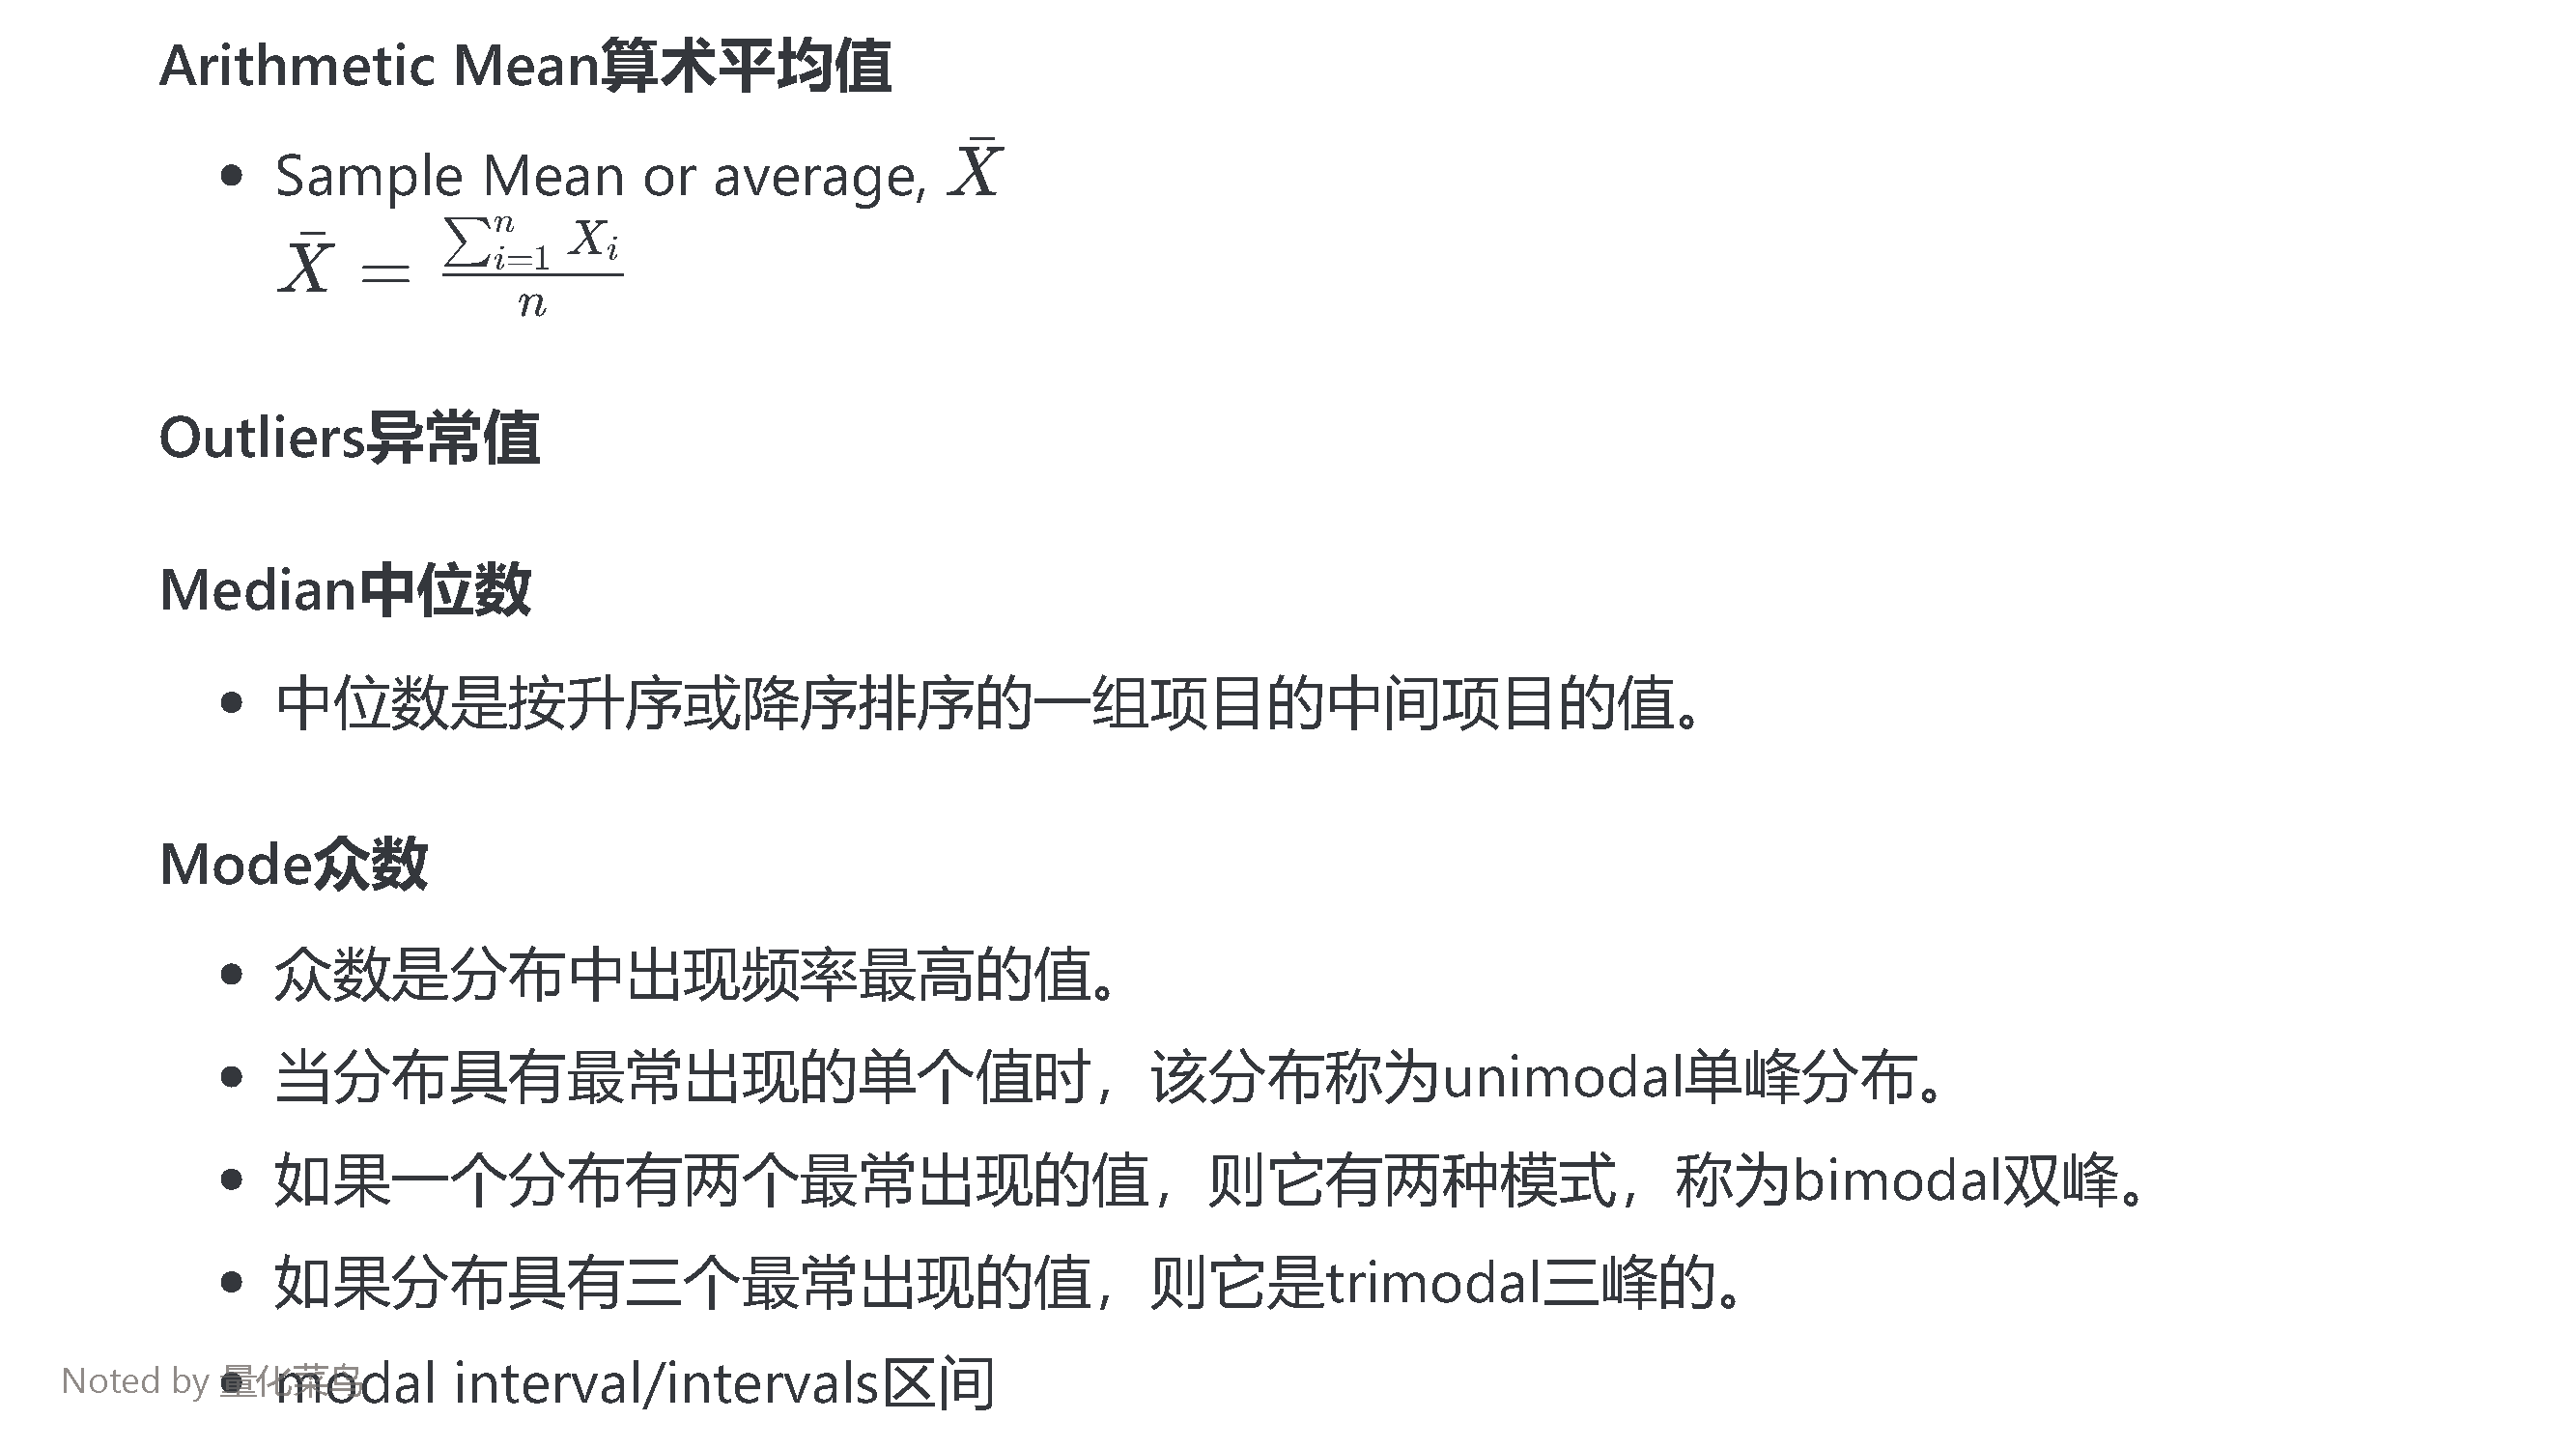 Arithmetic Mean算术平均值
• Sample Mean or average, X̄
X̄ = \frac{\sum_{i=1}^{n} X_i}{n}
Outliers异常值
Median中位数
• 中位数是按升序或降序排序的一组项目的中间项目的值。
Mode众数
• 众数是分布中出现频率最高的值。
• 当分布具有最常出现的单个值时，该分布称为unimodal单峰分布。
• 如果一个分布有两个最常出现的值，则它有两种模式，称为bimodal双峰。
• 如果分布具有三个最常出现的值，则它是trimodal三峰的。
• modal interval/intervals区间
Noted by 量化菜鸟